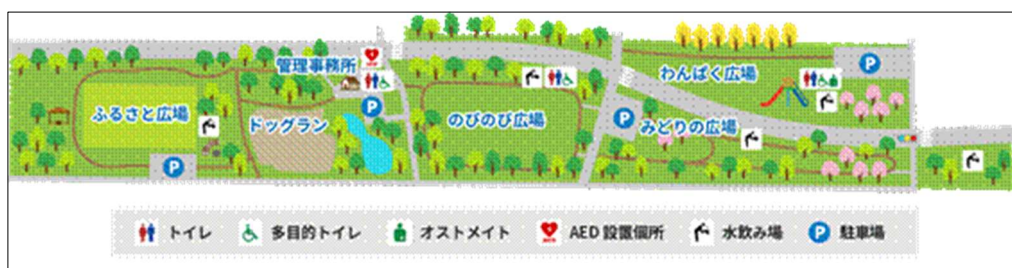 管理事務所
わんぱく広場
ふるさと広場
ドッグラン
のびのび広場
みどりの広場
P
P
P
P
トイレ
多目的トイレ
オストメイト
AED
AED設置個所
水飲み場
P
駐車場